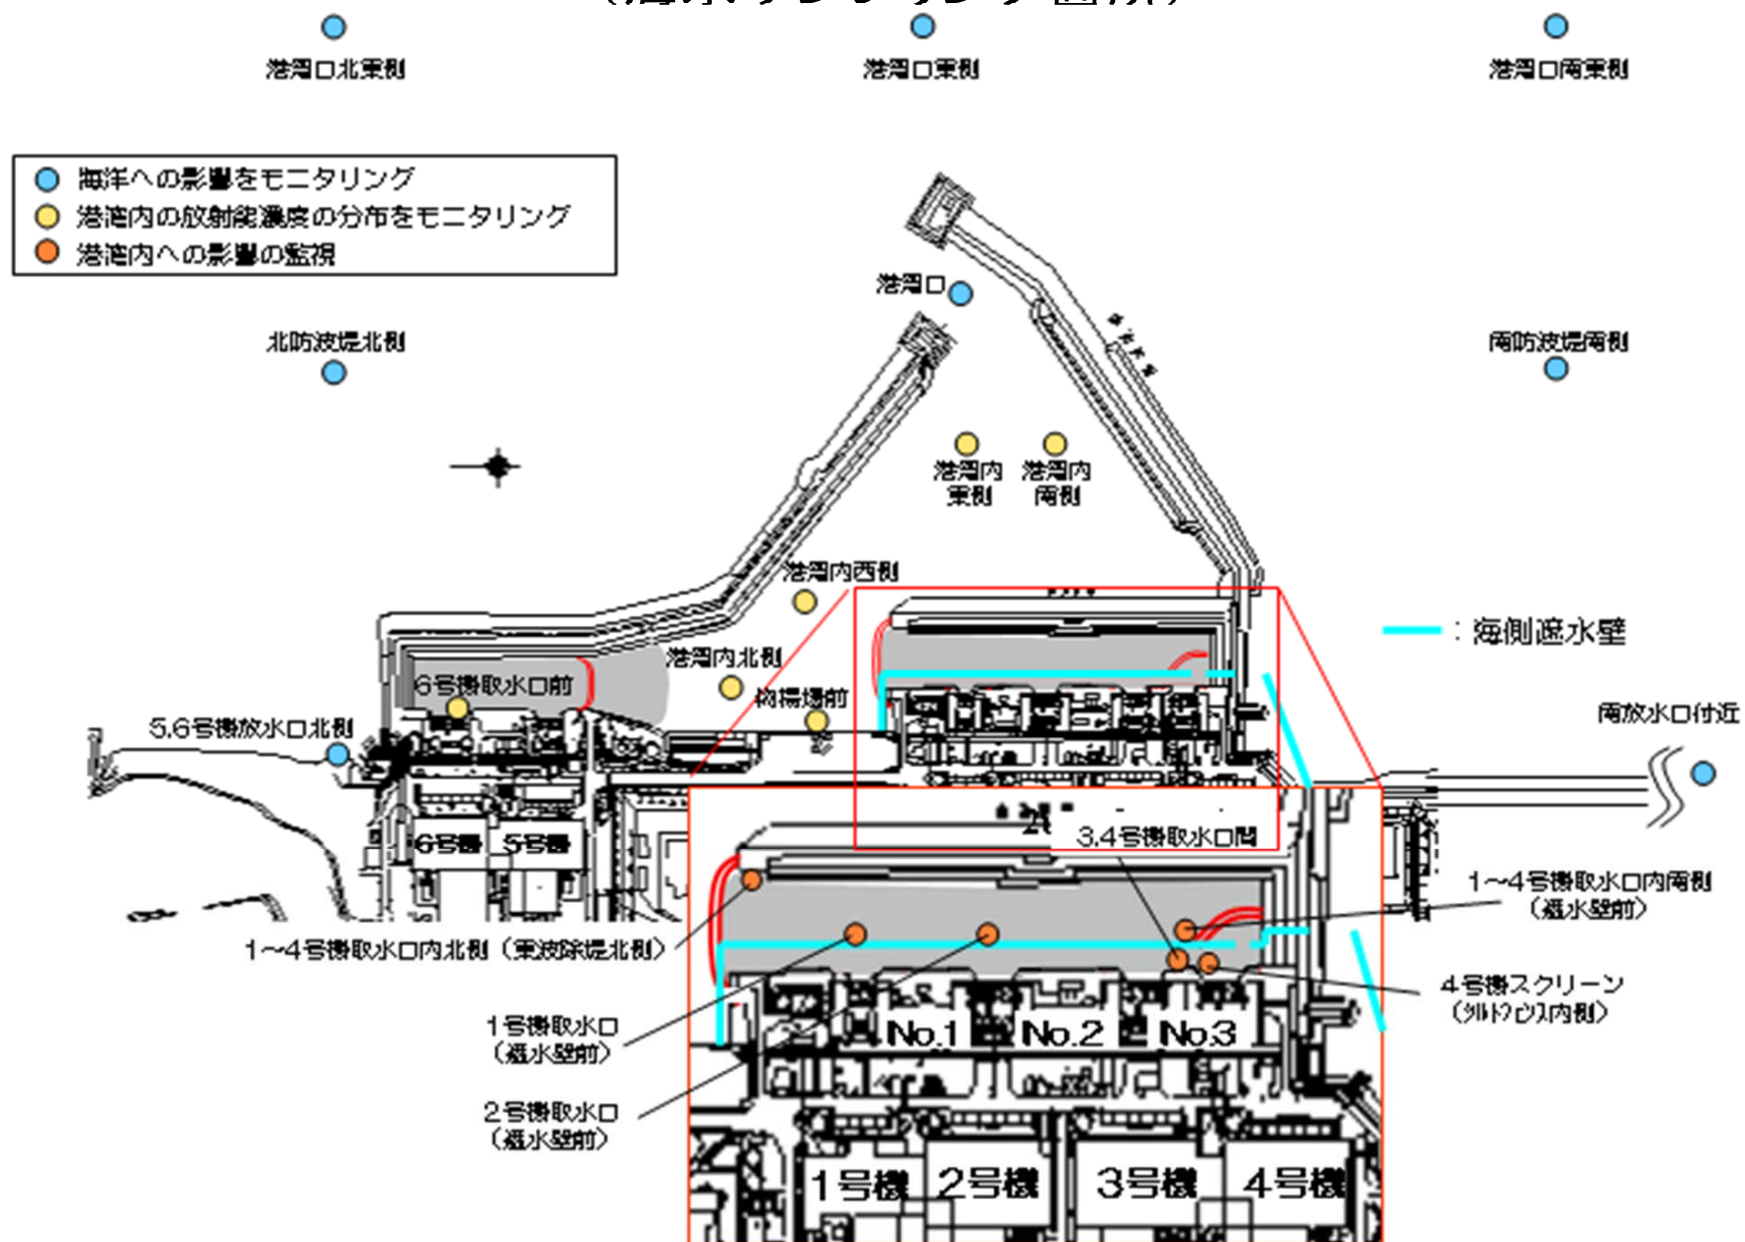 (海水サンプリング箇所)
港湾口北東側
港湾口東側
港湾口南東側
海洋への影響をモニタリング
港湾内の放射能濃度の分布をモニタリング
港湾内への影響の監視
港湾口
北防波堤北側
南防波堤南側
港湾内
東側
港湾内
南側
港湾内西側
:海側遮水壁
港湾内北側
6号機取水口前
物揚場前
5,6号機放水口北側
南放水口付近
6号機
5号機
3,4号機取水口間
1～4号機取水口内南側
(遮水壁前)
1～4号機取水口内北側(東波除堤北側)
4号機スクリーン
(シルトフェンス内側)
1号機取水口
(遮水壁前)
No.1
No.2
No.3
2号機取水口
(遮水壁前)
1号機
2号機
3号機
4号機